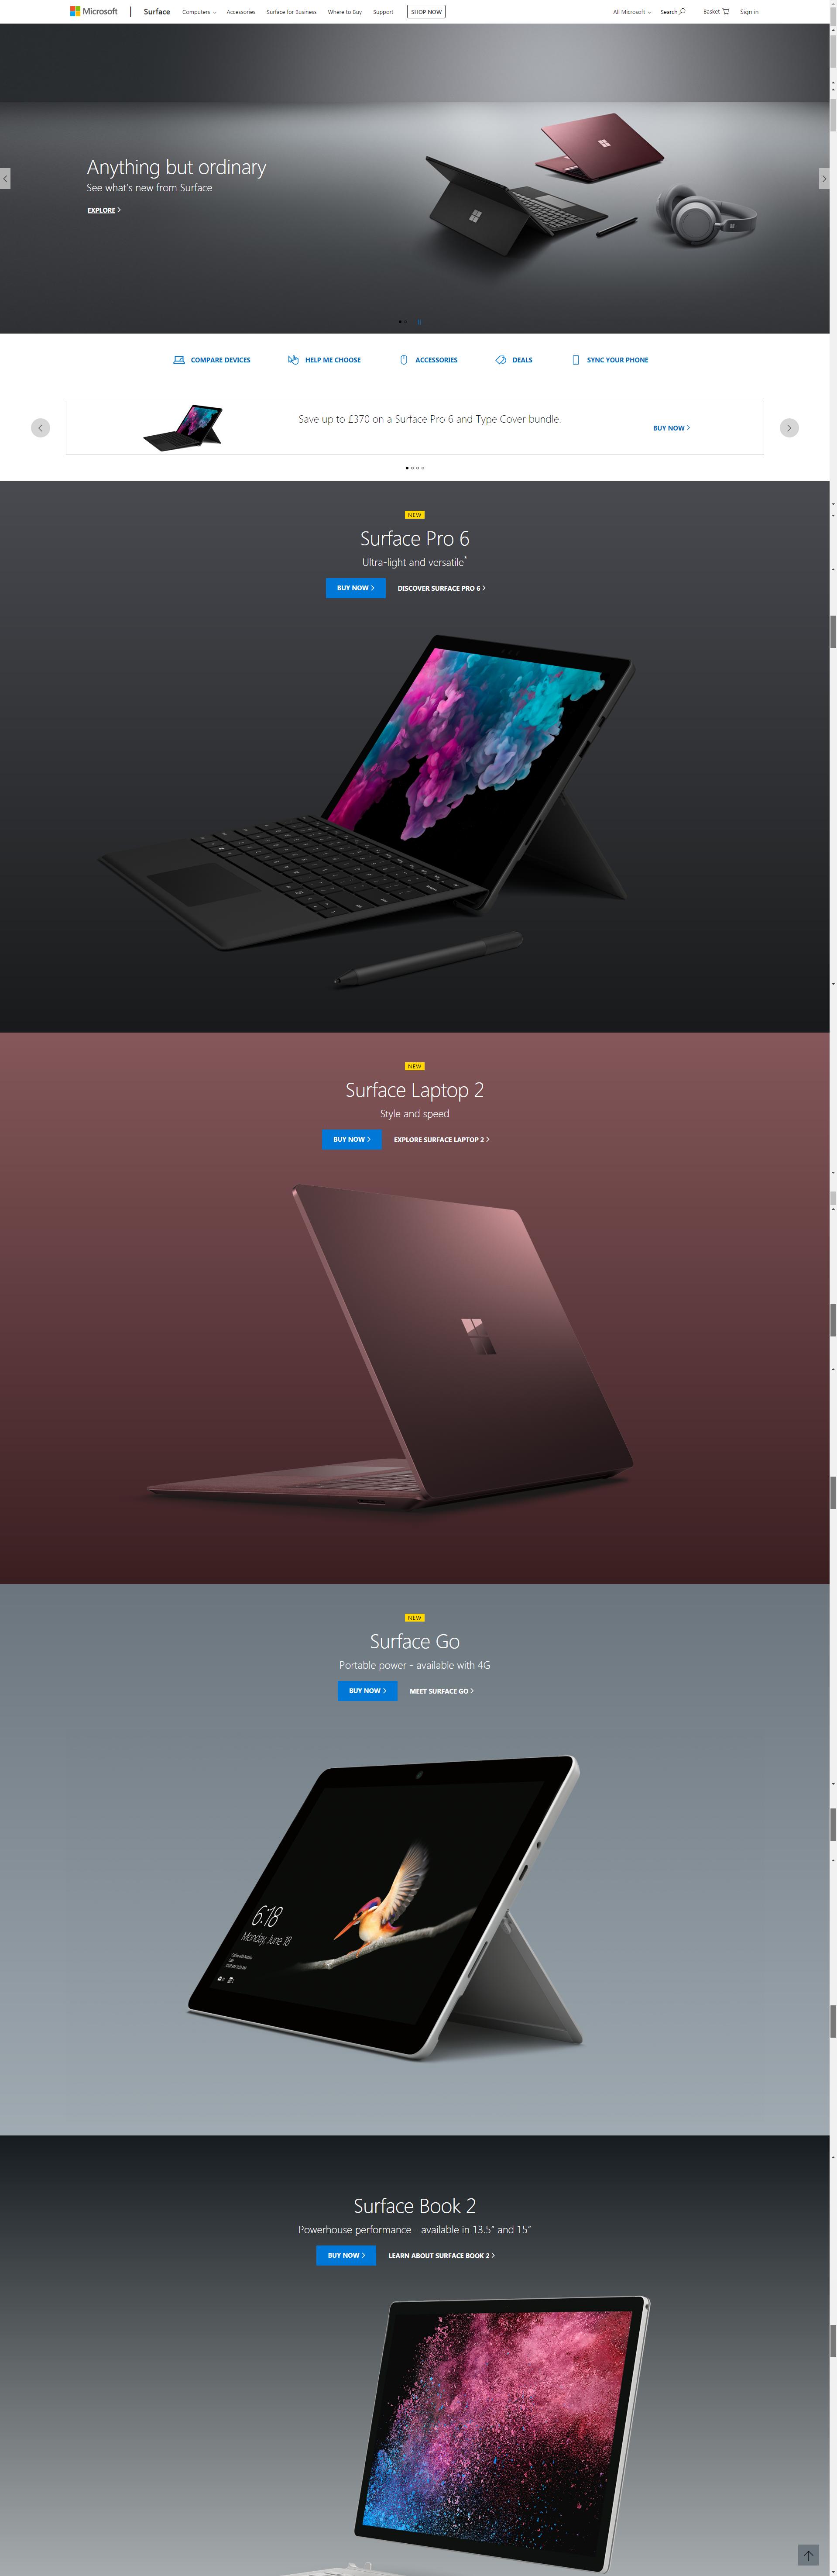 Microsoft
Surface
Computers
Accessories
Surface for Business
Where to Buy
Support
SHOP NOW
All Microsoft
Search
Basket
Sign in
Anything but ordinary
See what's new from Surface
EXPLORE
COMPARE DEVICES
HELP ME CHOOSE
ACCESSORIES
DEALS
SYNC YOUR PHONE
Save up to £370 on a Surface Pro 6 and Type Cover bundle.
BUY NOW
NEW
Surface Pro 6
Ultra-light and versatile*
BUY NOW
DISCOVER SURFACE PRO 6
NEW
Surface Laptop 2
Style and speed
BUY NOW
EXPLORE SURFACE LAPTOP 2
NEW
Surface Go
Portable power - available with 4G
BUY NOW
MEET SURFACE GO
6:18
Monday, June 18
Surface Book 2
Powerhouse performance - available in 13.5” and 15”
BUY NOW
LEARN ABOUT SURFACE BOOK 2